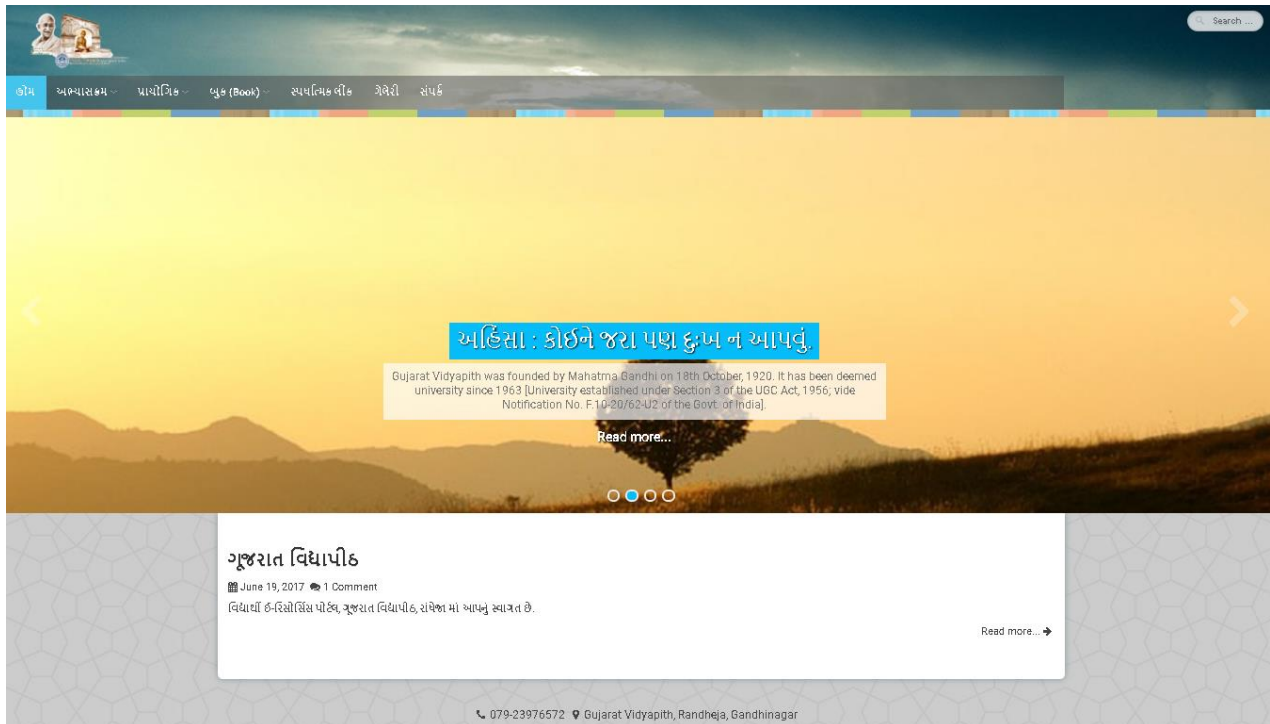 Search ...
હોમ અભ્યાસક્રમ પ્રાયોગિક બુક (Book) સ્પર્ધાત્મક લીંક ગેલેરી સંપર્ક
અહિંસા : કોઈને જરા પણ દુઃખ ન આપવું.
Gujarat Vidyapith was founded by Mahatma Gandhi on 18th October, 1920. It has been deemed
university since 1963 [University established under Section 3 of the UGC Act, 1956; vide
Notification No. F.10-20/62-U2 of the Govt. of India].
Read more...
ગૂજરાત વિદ્યાપીઠ
June 19, 2017 1 Comment
વિદ્યાર્થી ઈ-રિસોર્સિસ પોર્ટલ, ગૂજરાત વિદ્યાપીઠ, રાંધેજા માં આપનું સ્વાગત છે.
Read more...
079-23976572 Gujarat Vidyapith, Randheja, Gandhinagar